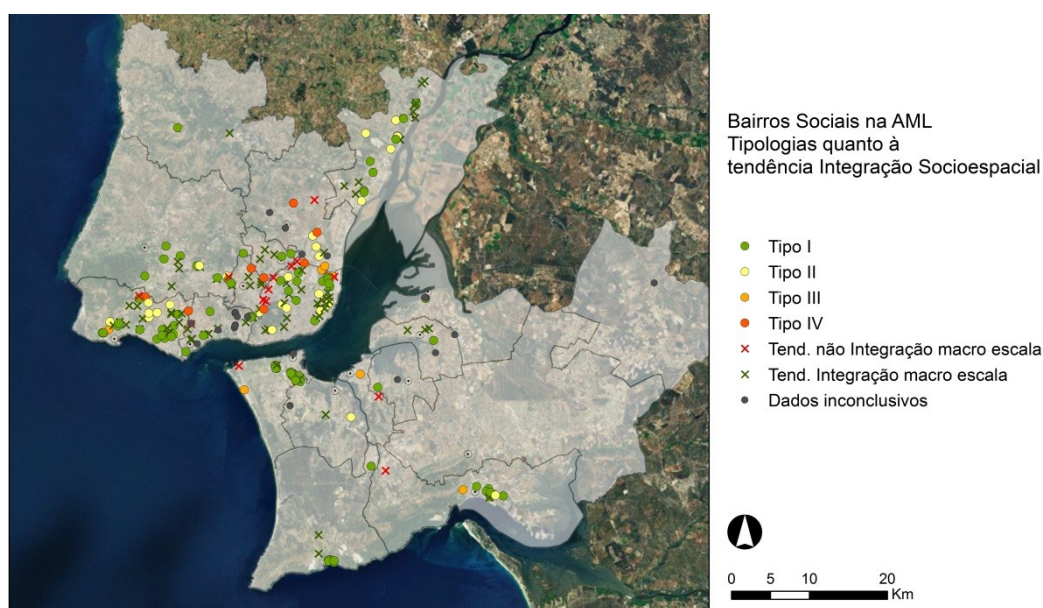 Bairros Sociais na AML
Tipologias quanto à
tendência Integração Socioespacial
Tipo I
Tipo II
Tipo III
Tipo IV
Tend. não Integração macro escala
Tend. Integração macro escala
Dados inconclusivos
0 5 10 20
Km